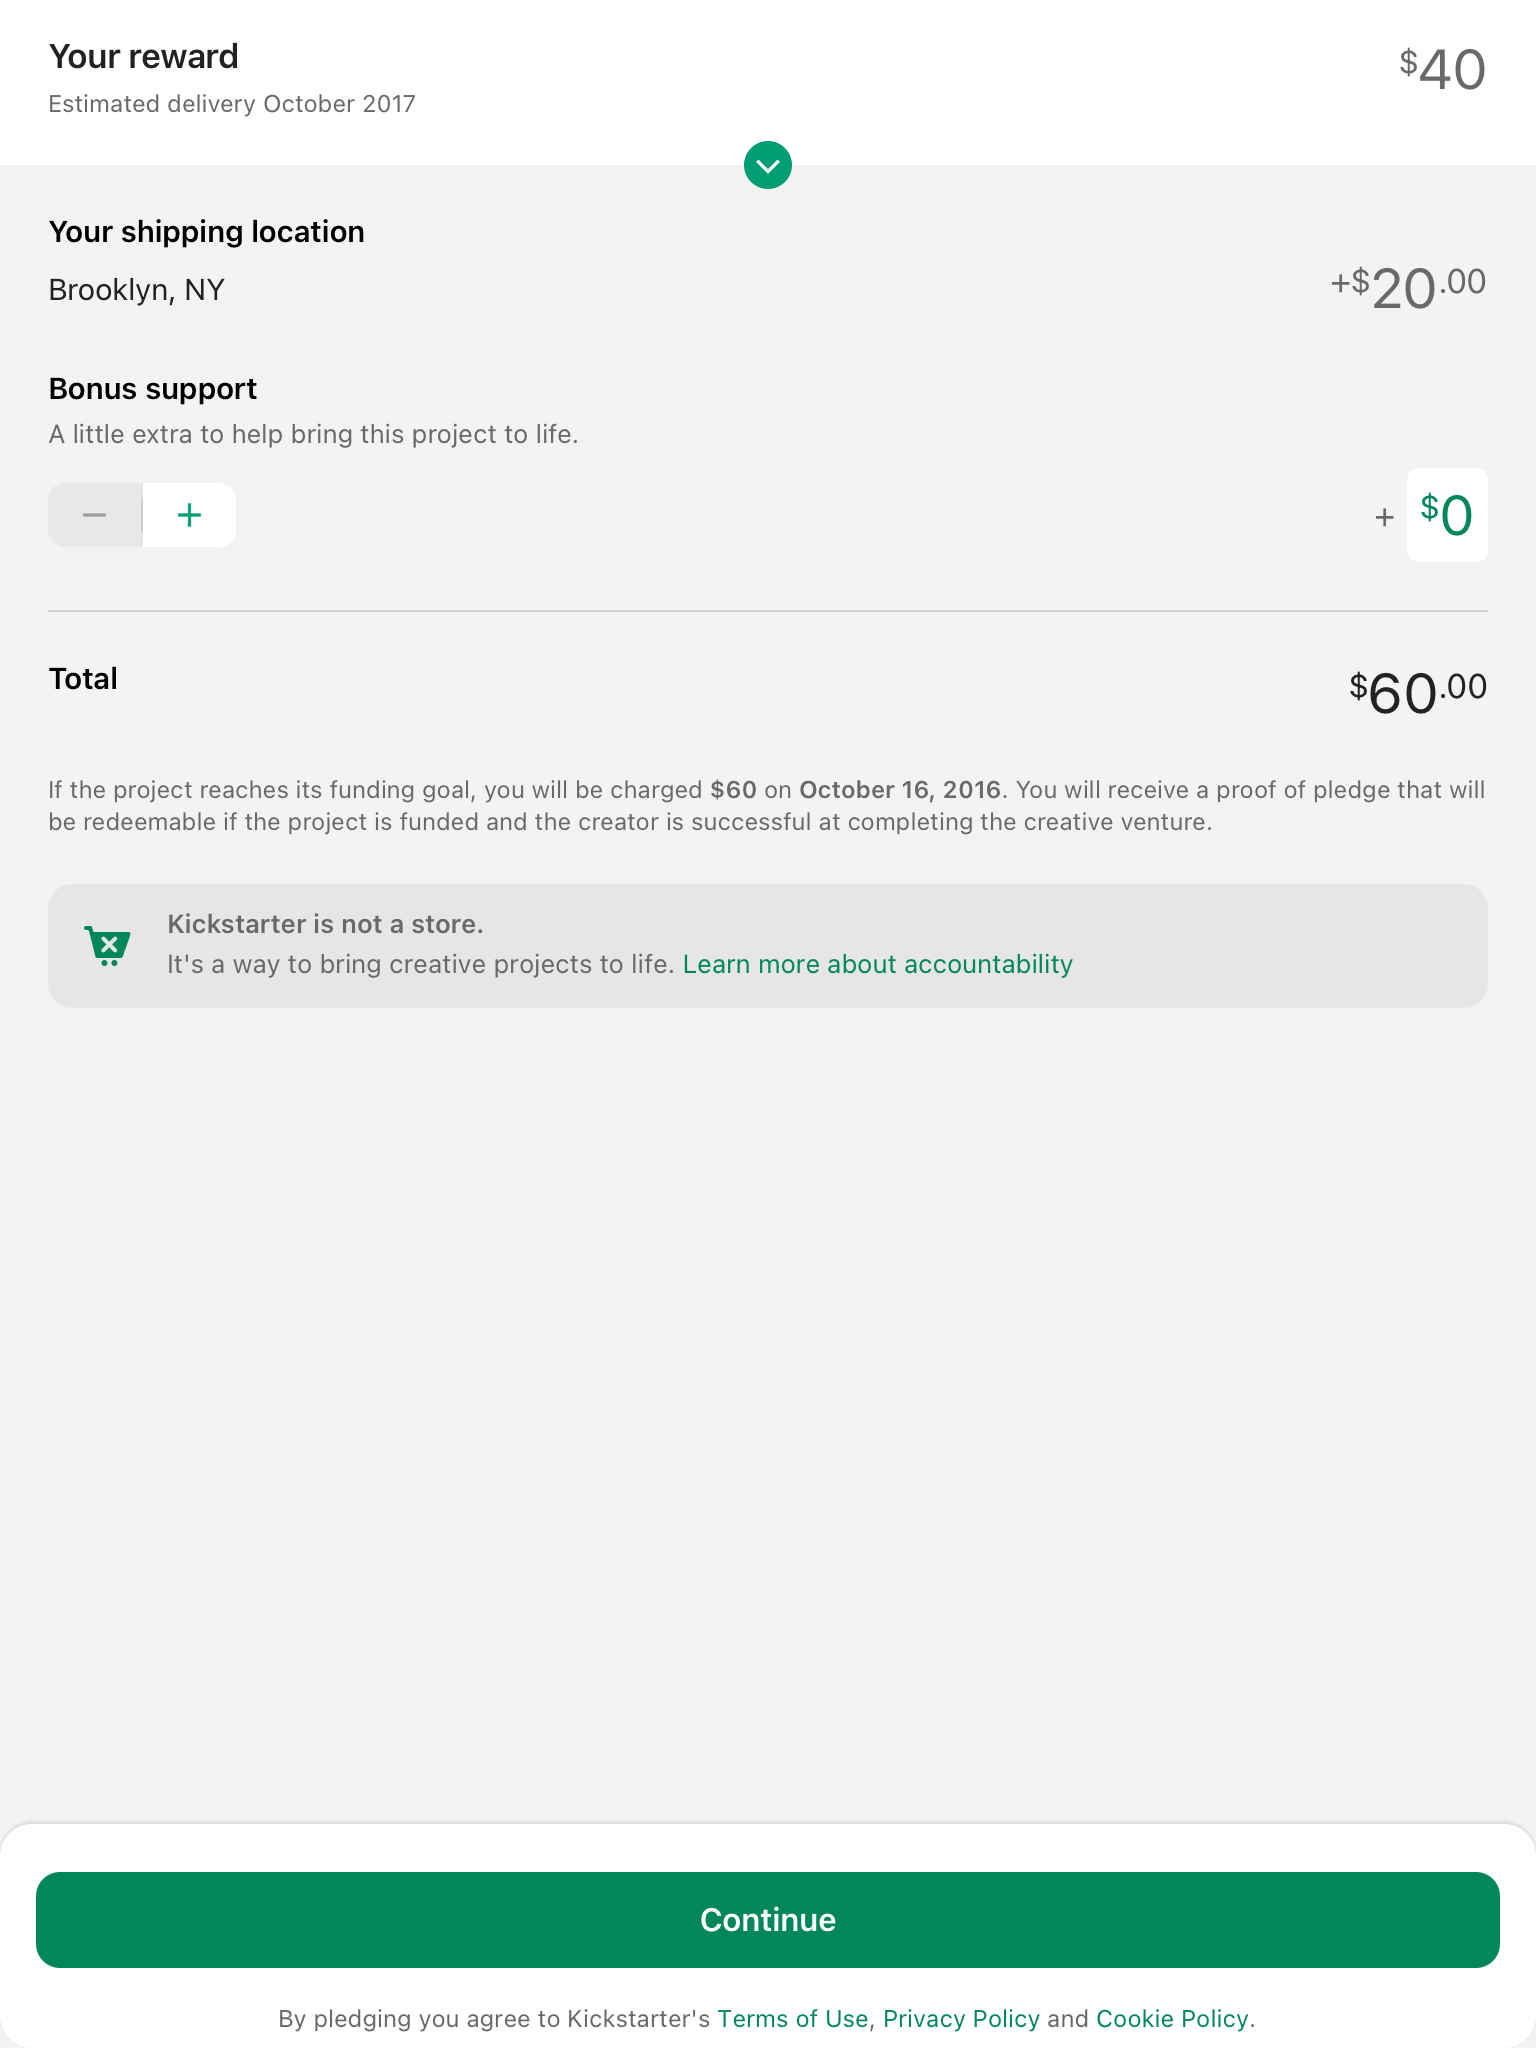 Your reward
$40
Estimated delivery October 2017
Your shipping location
Brooklyn, NY
+$20.00
Bonus support
A little extra to help bring this project to life.
+ $0
Total
$60.00
If the project reaches its funding goal, you will be charged $60 on October 16, 2016. You will receive a proof of pledge that will
be redeemable if the project is funded and the creator is successful at completing the creative venture.
Kickstarter is not a store.
It's a way to bring creative projects to life. Learn more about accountability
Continue
By pledging you agree to Kickstarter's Terms of Use, Privacy Policy and Cookie Policy.